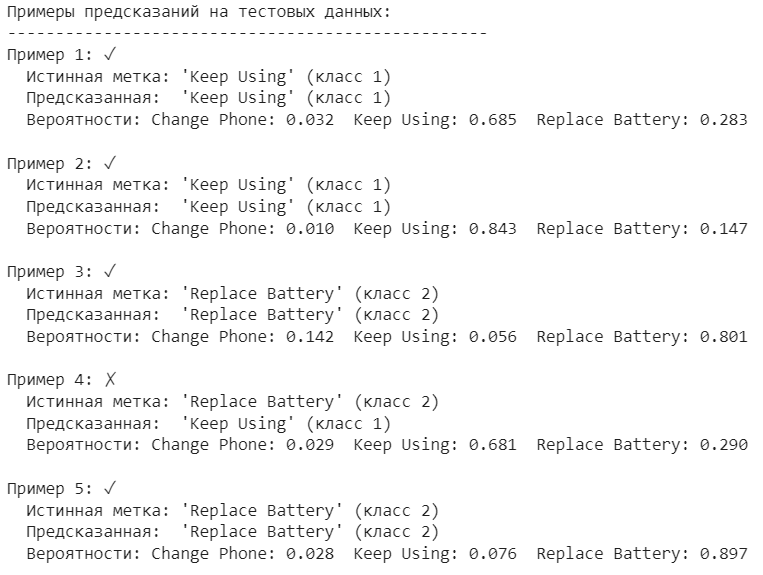 Примеры предсказаний на тестовых данных:
--------------------------------------------------
Пример 1: ✓
  Истинная метка: 'Keep Using' (класс 1)
  Предсказанная:  'Keep Using' (класс 1)
  Вероятности: Change Phone: 0.032  Keep Using: 0.685  Replace Battery: 0.283

Пример 2: ✓
  Истинная метка: 'Keep Using' (класс 1)
  Предсказанная:  'Keep Using' (класс 1)
  Вероятности: Change Phone: 0.010  Keep Using: 0.843  Replace Battery: 0.147

Пример 3: ✓
  Истинная метка: 'Replace Battery' (класс 2)
  Предсказанная:  'Replace Battery' (класс 2)
  Вероятности: Change Phone: 0.142  Keep Using: 0.056  Replace Battery: 0.801

Пример 4: ✗
  Истинная метка: 'Replace Battery' (класс 2)
  Предсказанная:  'Keep Using' (класс 1)
  Вероятности: Change Phone: 0.029  Keep Using: 0.681  Replace Battery: 0.290

Пример 5: ✓
  Истинная метка: 'Replace Battery' (класс 2)
  Предсказанная:  'Replace Battery' (класс 2)
  Вероятности: Change Phone: 0.028  Keep Using: 0.076  Replace Battery: 0.897